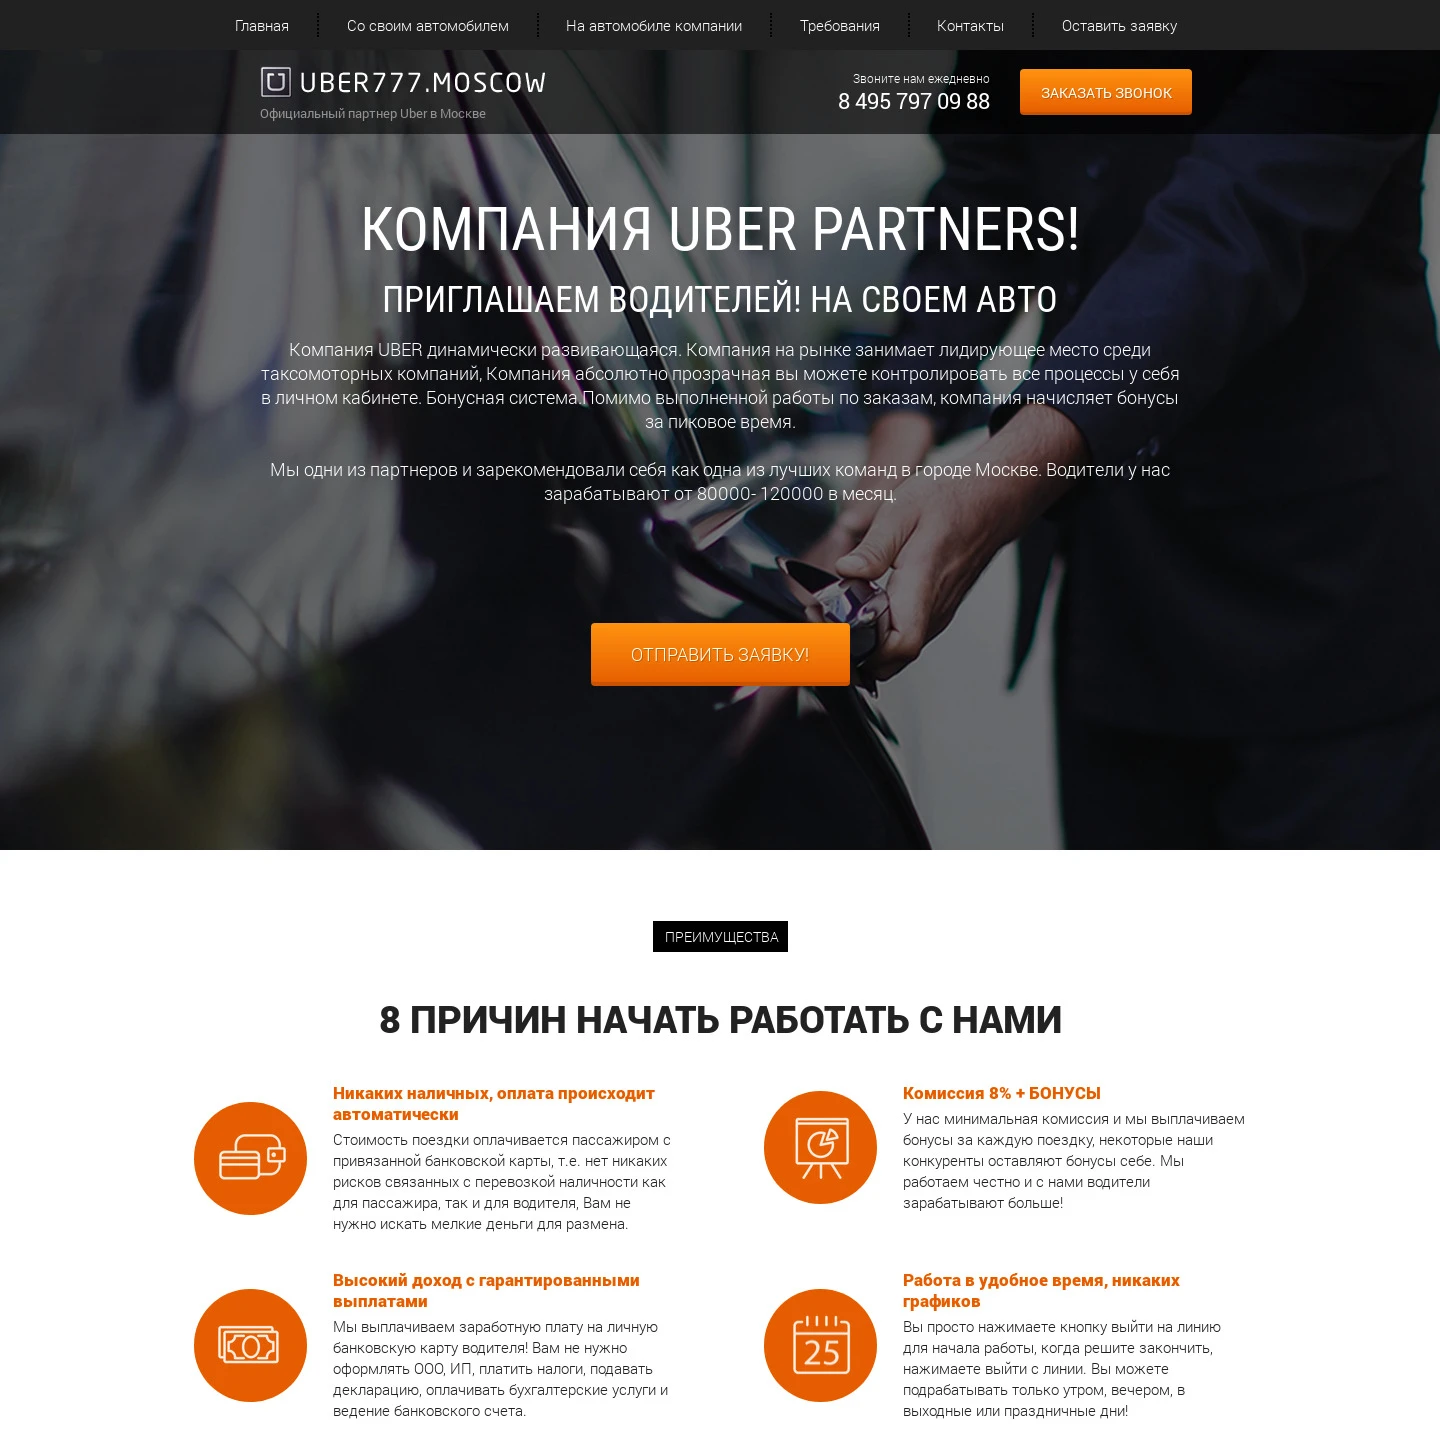 Главная
Со своим автомобилем
На автомобиле компании
Требования
Контакты
Оставить заявку
UBER777.MOSCOW
Официальный партнер Uber в Москве
Звоните нам ежедневно
8 495 797 09 88
ЗАКАЗАТЬ ЗВОНОК
КОМПАНИЯ UBER PARTNERS!
ПРИГЛАШАЕМ ВОДИТЕЛЕЙ! НА СВОЕМ АВТО
Компания UBER динамически развивающаяся. Компания на рынке занимает лидирующее место среди
таксомоторных компаний, Компания абсолютно прозрачная вы можете контролировать все процессы у себя
в личном кабинете. Бонусная система.Помимо выполненной работы по заказам, компания начисляет бонусы
за пиковое время.
Мы одни из партнеров и зарекомендовали себя как одна из лучших команд в городе Москве. Водители у нас
зарабатывают от 80000- 120000 в месяц.
ОТПРАВИТЬ ЗАЯВКУ!
ПРЕИМУЩЕСТВА
8 ПРИЧИН НАЧАТЬ РАБОТАТЬ С НАМИ
Никаких наличных, оплата происходит
автоматически
Стоимость поездки оплачивается пассажиром с
привязанной банковской карты, т.е. нет никаких
рисков связанных с перевозкой наличности как
для пассажира, так и для водителя, Вам не
нужно искать мелкие деньги для размена.
Комиссия 8% + БОНУСЫ
У нас минимальная комиссия и мы выплачиваем
бонусы за каждую поездку, некоторые наши
конкуренты оставляют бонусы себе. Мы
работаем честно и с нами водители
зарабатывают больше!
Высокий доход с гарантированными
выплатами
Мы выплачиваем заработную плату на личную
банковскую карту водителя! Вам не нужно
оформлять ООО, ИП, платить налоги, подавать
декларацию, оплачивать бухгалтерские услуги и
ведение банковского счета.
25
Работа в удобное время, никаких
графиков
Вы просто нажимаете кнопку выйти на линию
для начала работы, когда решите закончить,
нажимаете выйти с линии. Вы можете
подрабатывать только утром, вечером, в
выходные или праздничные дни!